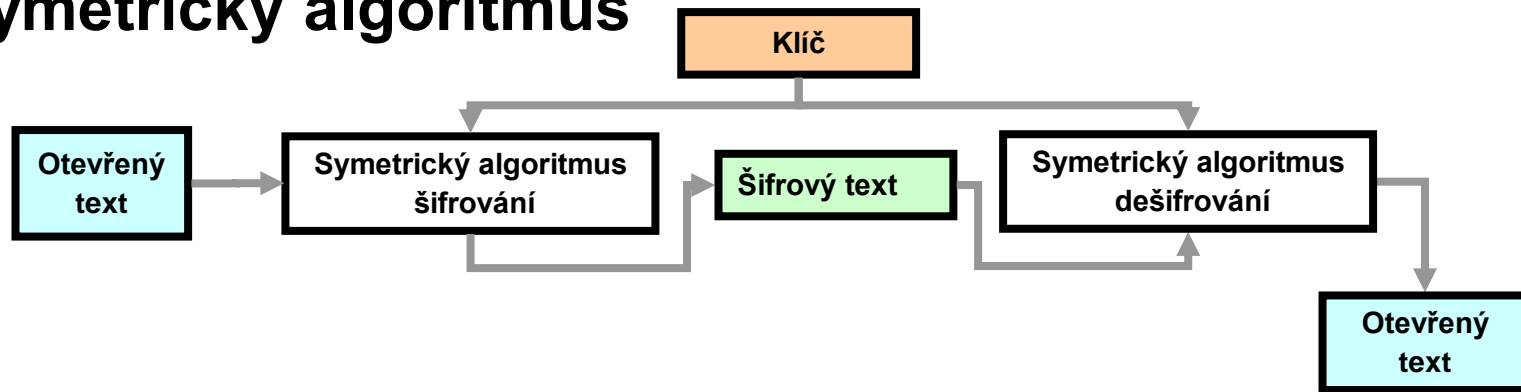 ymetrický algoritmus
Klíč
Otevřený
text
Symetrický algoritmus
šifrování
Šifrový text
Symetrický algoritmus
dešifrování
Otevřený
text